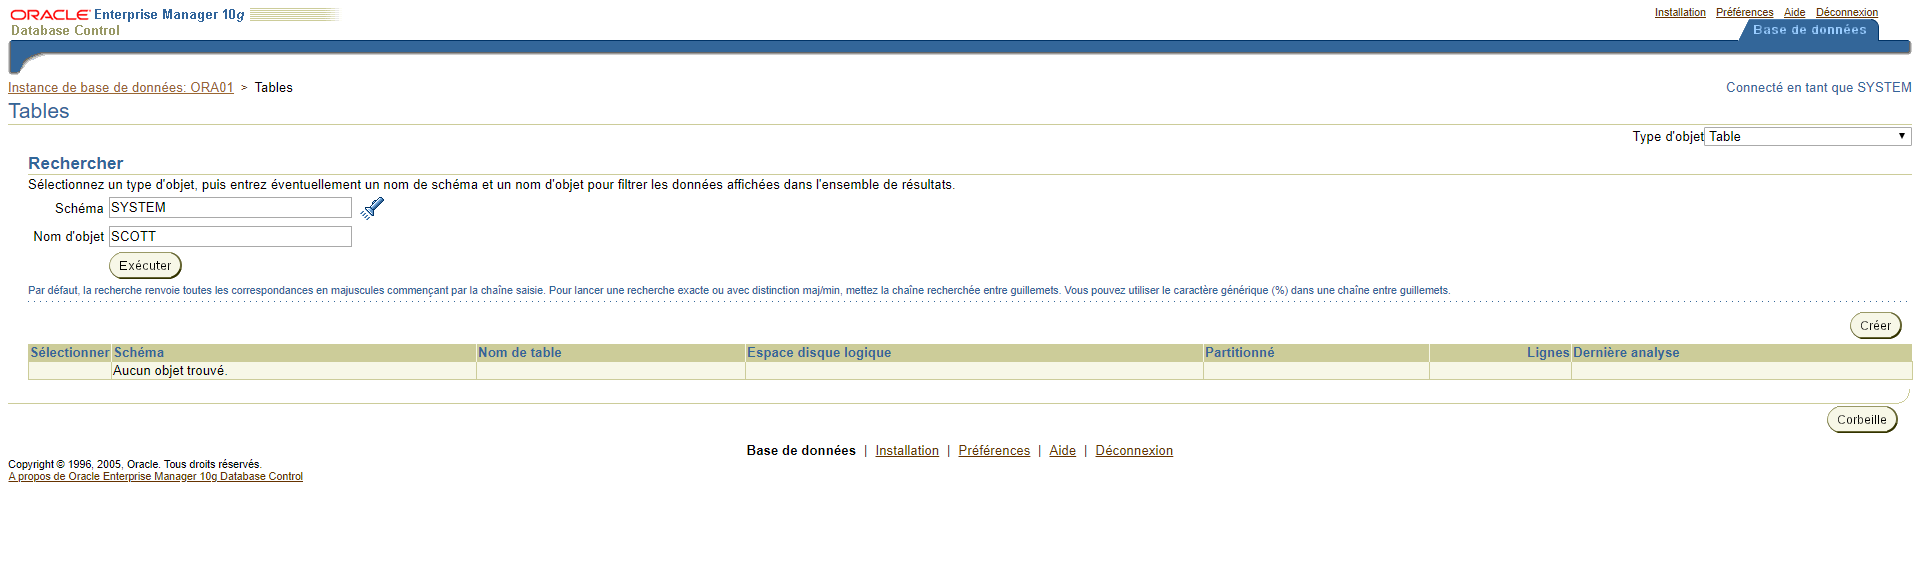 ORACLE Enterprise Manager 10g
Database Control
Installation Préférences Aide Déconnexion
Base de données
Instance de base de données: ORA01 > Tables
Connecté en tant que SYSTEM
Tables
Type d'objet Table
Rechercher
Sélectionnez un type d'objet, puis entrez éventuellement un nom de schéma et un nom d'objet pour filtrer les données affichées dans l'ensemble de résultats.
Schéma SYSTEM
Nom d'objet SCOTT
Exécuter
Par défaut, la recherche renvoie toutes les correspondances en majuscules commençant par la chaîne saisie. Pour lancer une recherche exacte ou avec distinction maj/min, mettez la chaîne recherchée entre guillemets. Vous pouvez utiliser le caractère générique (%) dans une chaîne entre guillemets.
Créer
Sélectionner Schéma Nom de table Espace disque logique Partitionné Lignes Dernière analyse
Aucun objet trouvé.
Corbeille
Base de données | Installation | Préférences | Aide | Déconnexion
Copyright © 1996, 2005, Oracle. Tous droits réservés.
A propos de Oracle Enterprise Manager 10g Database Control